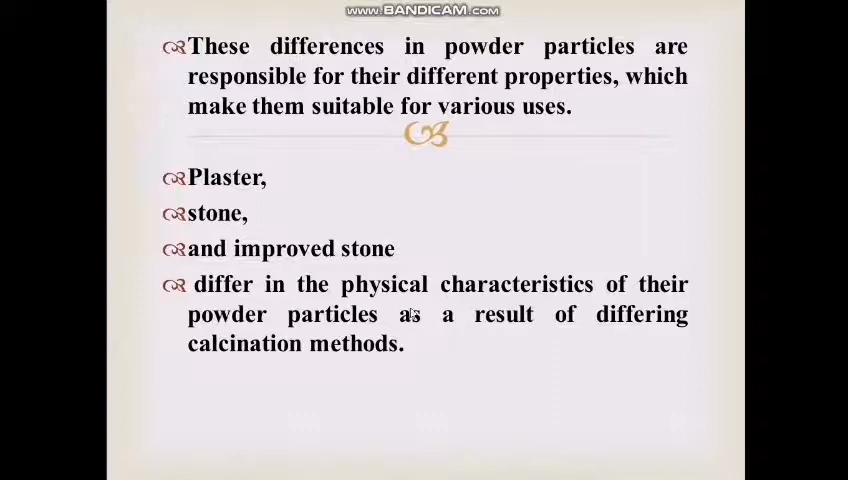 www.BANDICAM.com
These differences in powder particles are
responsible for their different properties, which
make them suitable for various uses.
Plaster,
stone,
and improved stone
differ in the physical characteristics of their
powder particles as a result of differing
calcination methods.